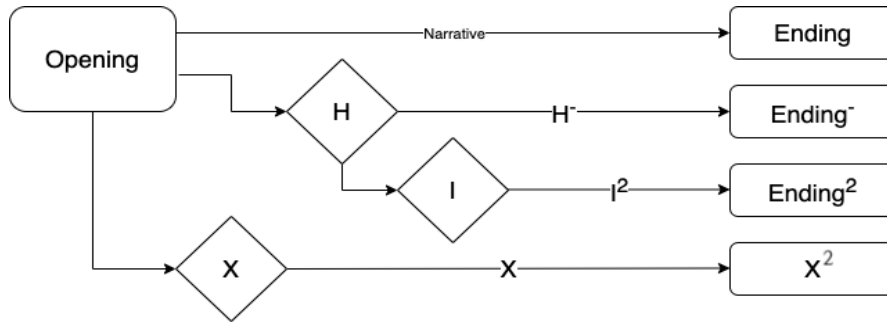 Opening
Narrative
Ending
H
H⁻
Ending⁻
I
I²
Ending²
X
X
X²